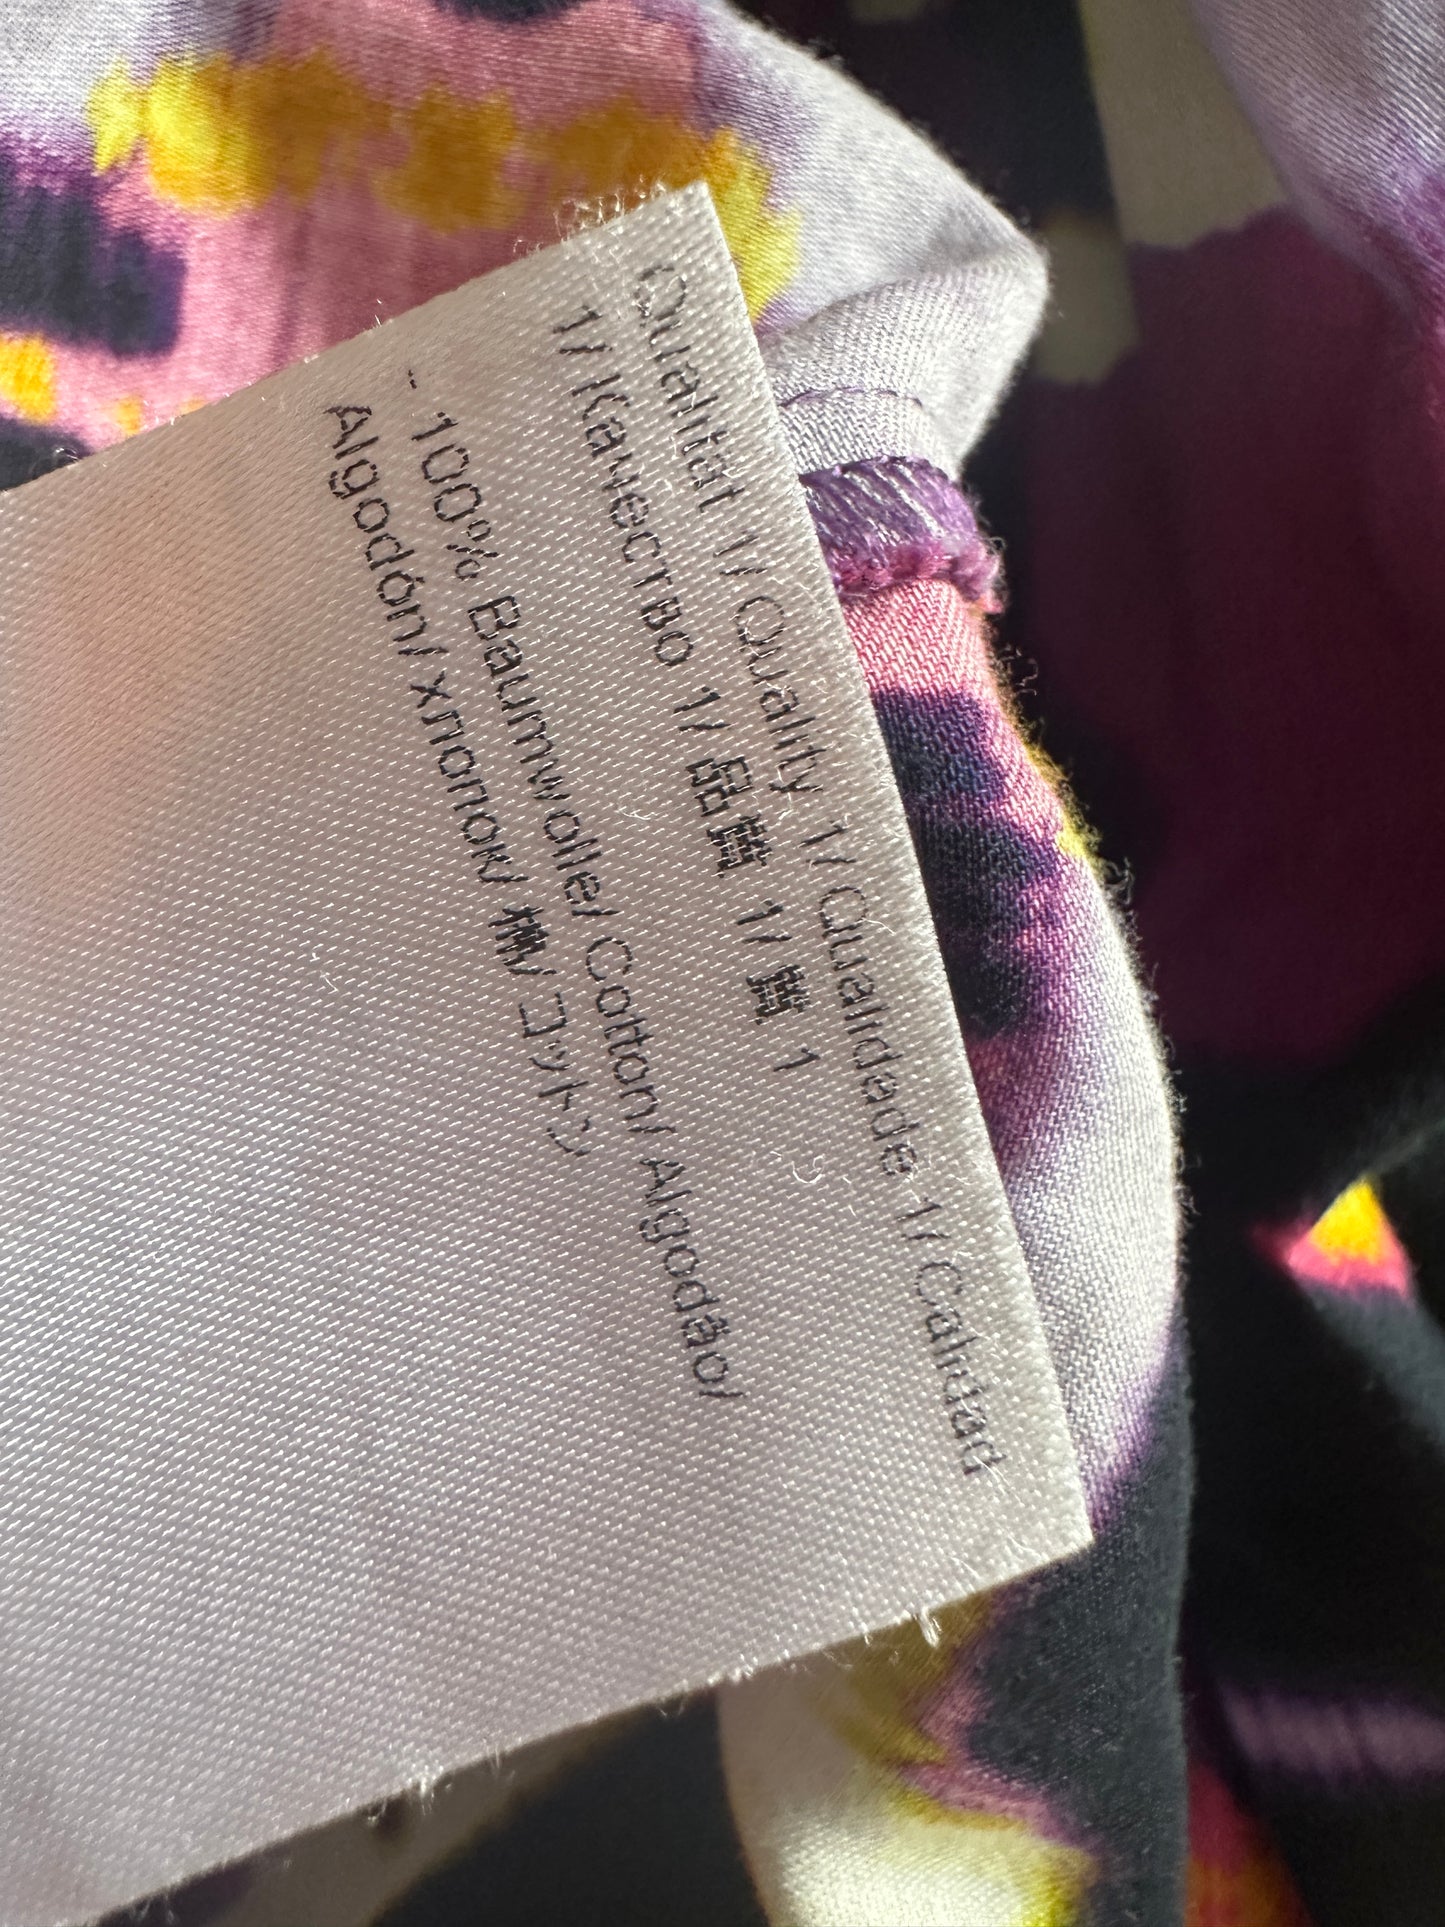 Qualität 1/ Quality 1/ Qualidade 1/ Calidad
1/ Качество 1/ 品質 1/ 質 1
- 100% Baumwolle/ Cotton/ Algodão/
Algodón/ хлопок/ 棉/ コットン